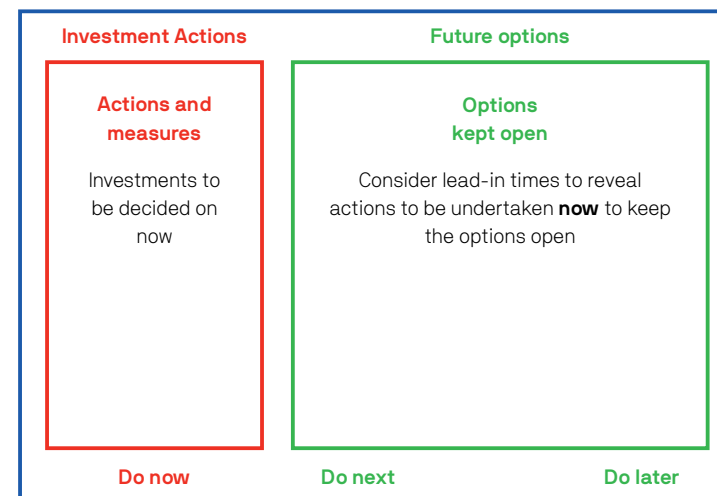 Investment Actions
Future options
Actions and
measures
Investments to
be decided on
now
Options
kept open
Consider lead-in times to reveal
actions to be undertaken now to keep
the options open
Do now
Do next
Do later